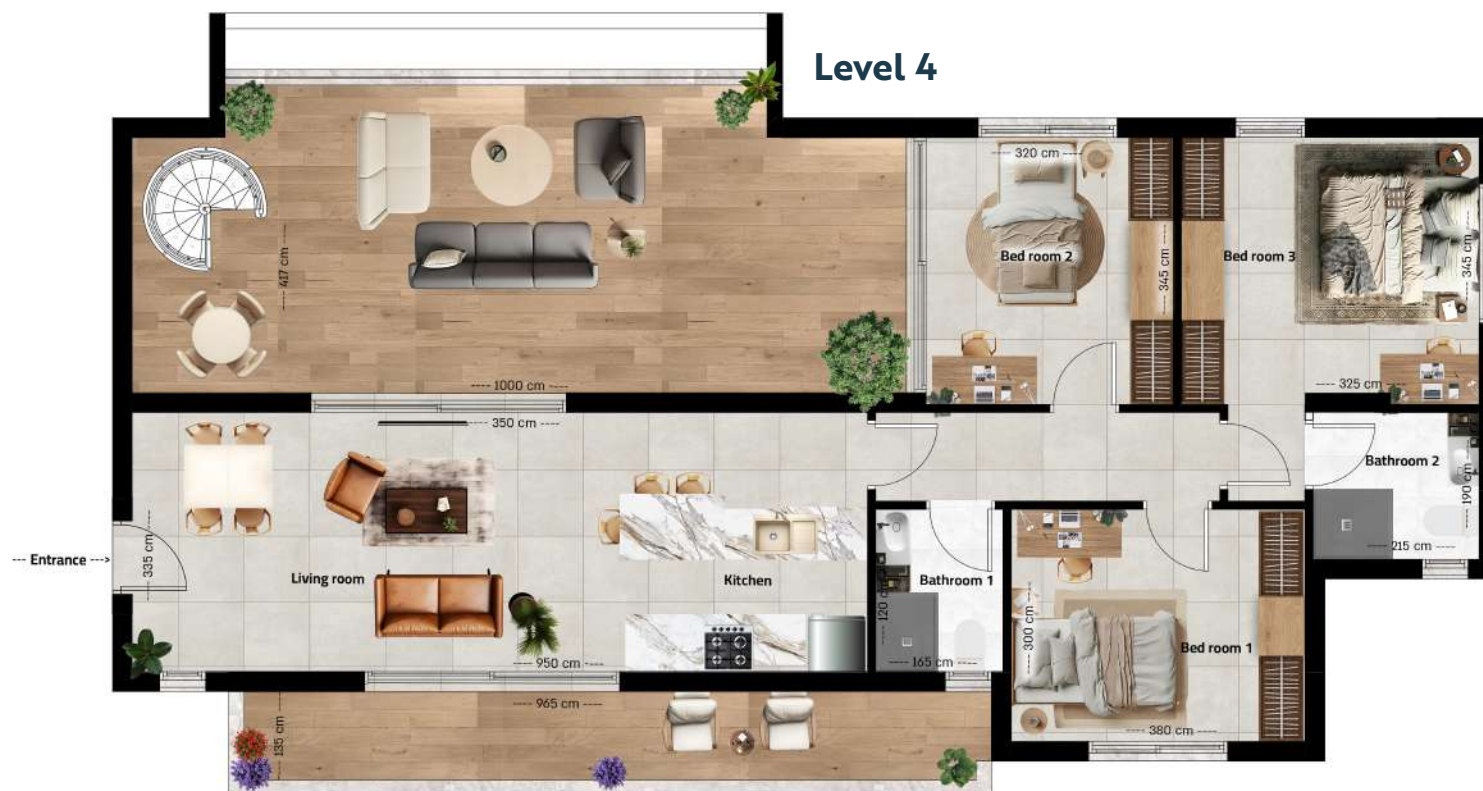 Level 4
---- 320 cm ----
---- 417 cm ----
Bed room 2
---- 345 cm ----
Bed room 3
---- 345 cm ----
---- 1000 cm ----
---- 325 cm ----
---- 350 cm ----
Bathroom 2
---- 190 cm ----
--- Entrance --->
---- 335 cm ----
Living room
Kitchen
Bathroom 1
---- 215 cm ----
---- 120 cm ----
---- 300 cm ----
Bed room 1
---- 950 cm ----
---- 165 cm ----
---- 965 cm ----
---- 135 cm ----
---- 380 cm ----